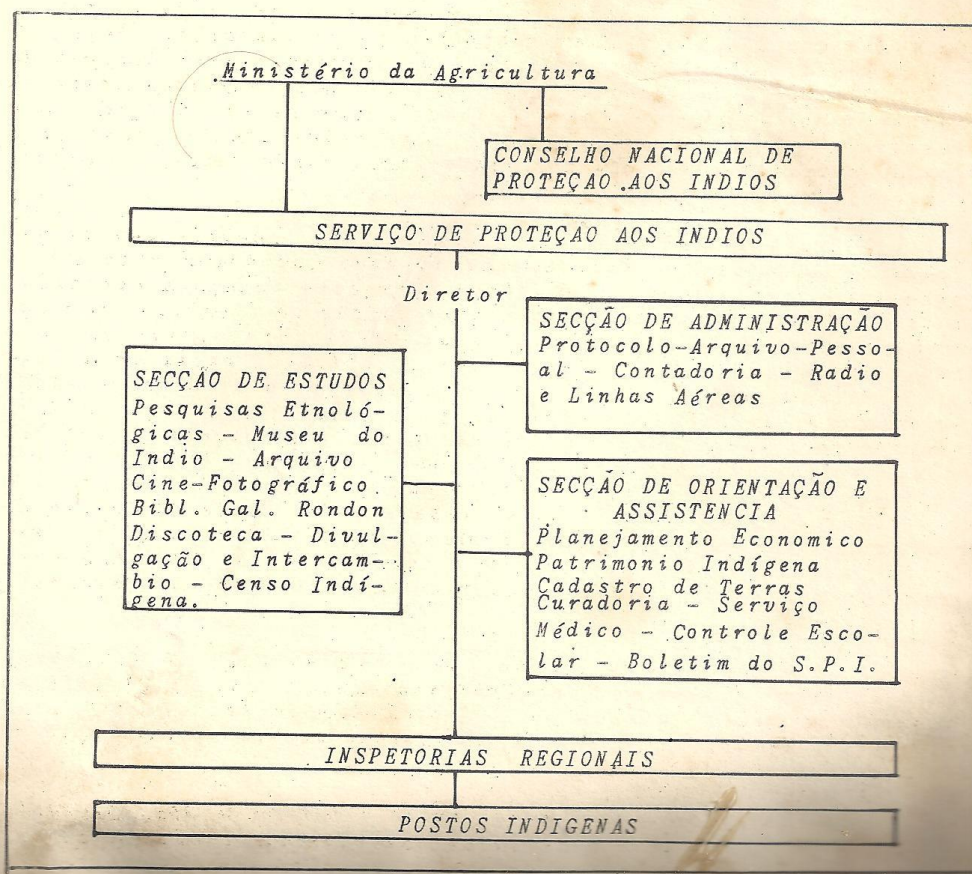 Ministério da Agricultura
CONSELHO NACIONAL DE
PROTEÇAO AOS INDIOS
SERVIÇO DE PROTEÇAO AOS INDIOS
Diretor
SECÇÃO DE ADMINISTRAÇÃO
Protocolo-Arquivo-Pesso-
al - Contadoria - Radio
e Linhas Aéreas
SECÇÃO DE ESTUDOS
Pesquisas Etnoló-
gicas - Museu do
Indio - Arquivo
Cine-Fotográfico
Bibl. Gal. Rondon
Discoteca - Divul-
gação e Intercam-
bio - Censo Indí-
gena.
SECÇÃO DE ORIENTAÇÃO E
ASSISTENCIA
Planejamento Economico
Patrimonio Indígena
Cadastro de Terras
Curadoria - Serviço
Médico - Controle Esco-
lar - Boletim do S.P.I.
INSPETORIAS REGIONAIS
POSTOS INDIGENAS